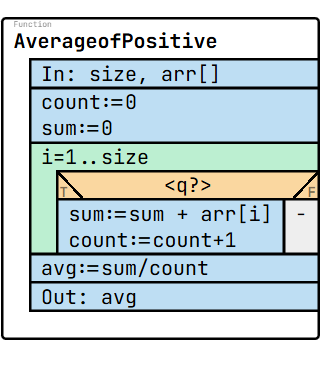 Function
AverageofPositive
In: size, arr[]
count:=0
sum:=0
i=1..size
<q?>
T F
sum:=sum + arr[i] -
count:=count+1
avg:=sum/count
Out: avg